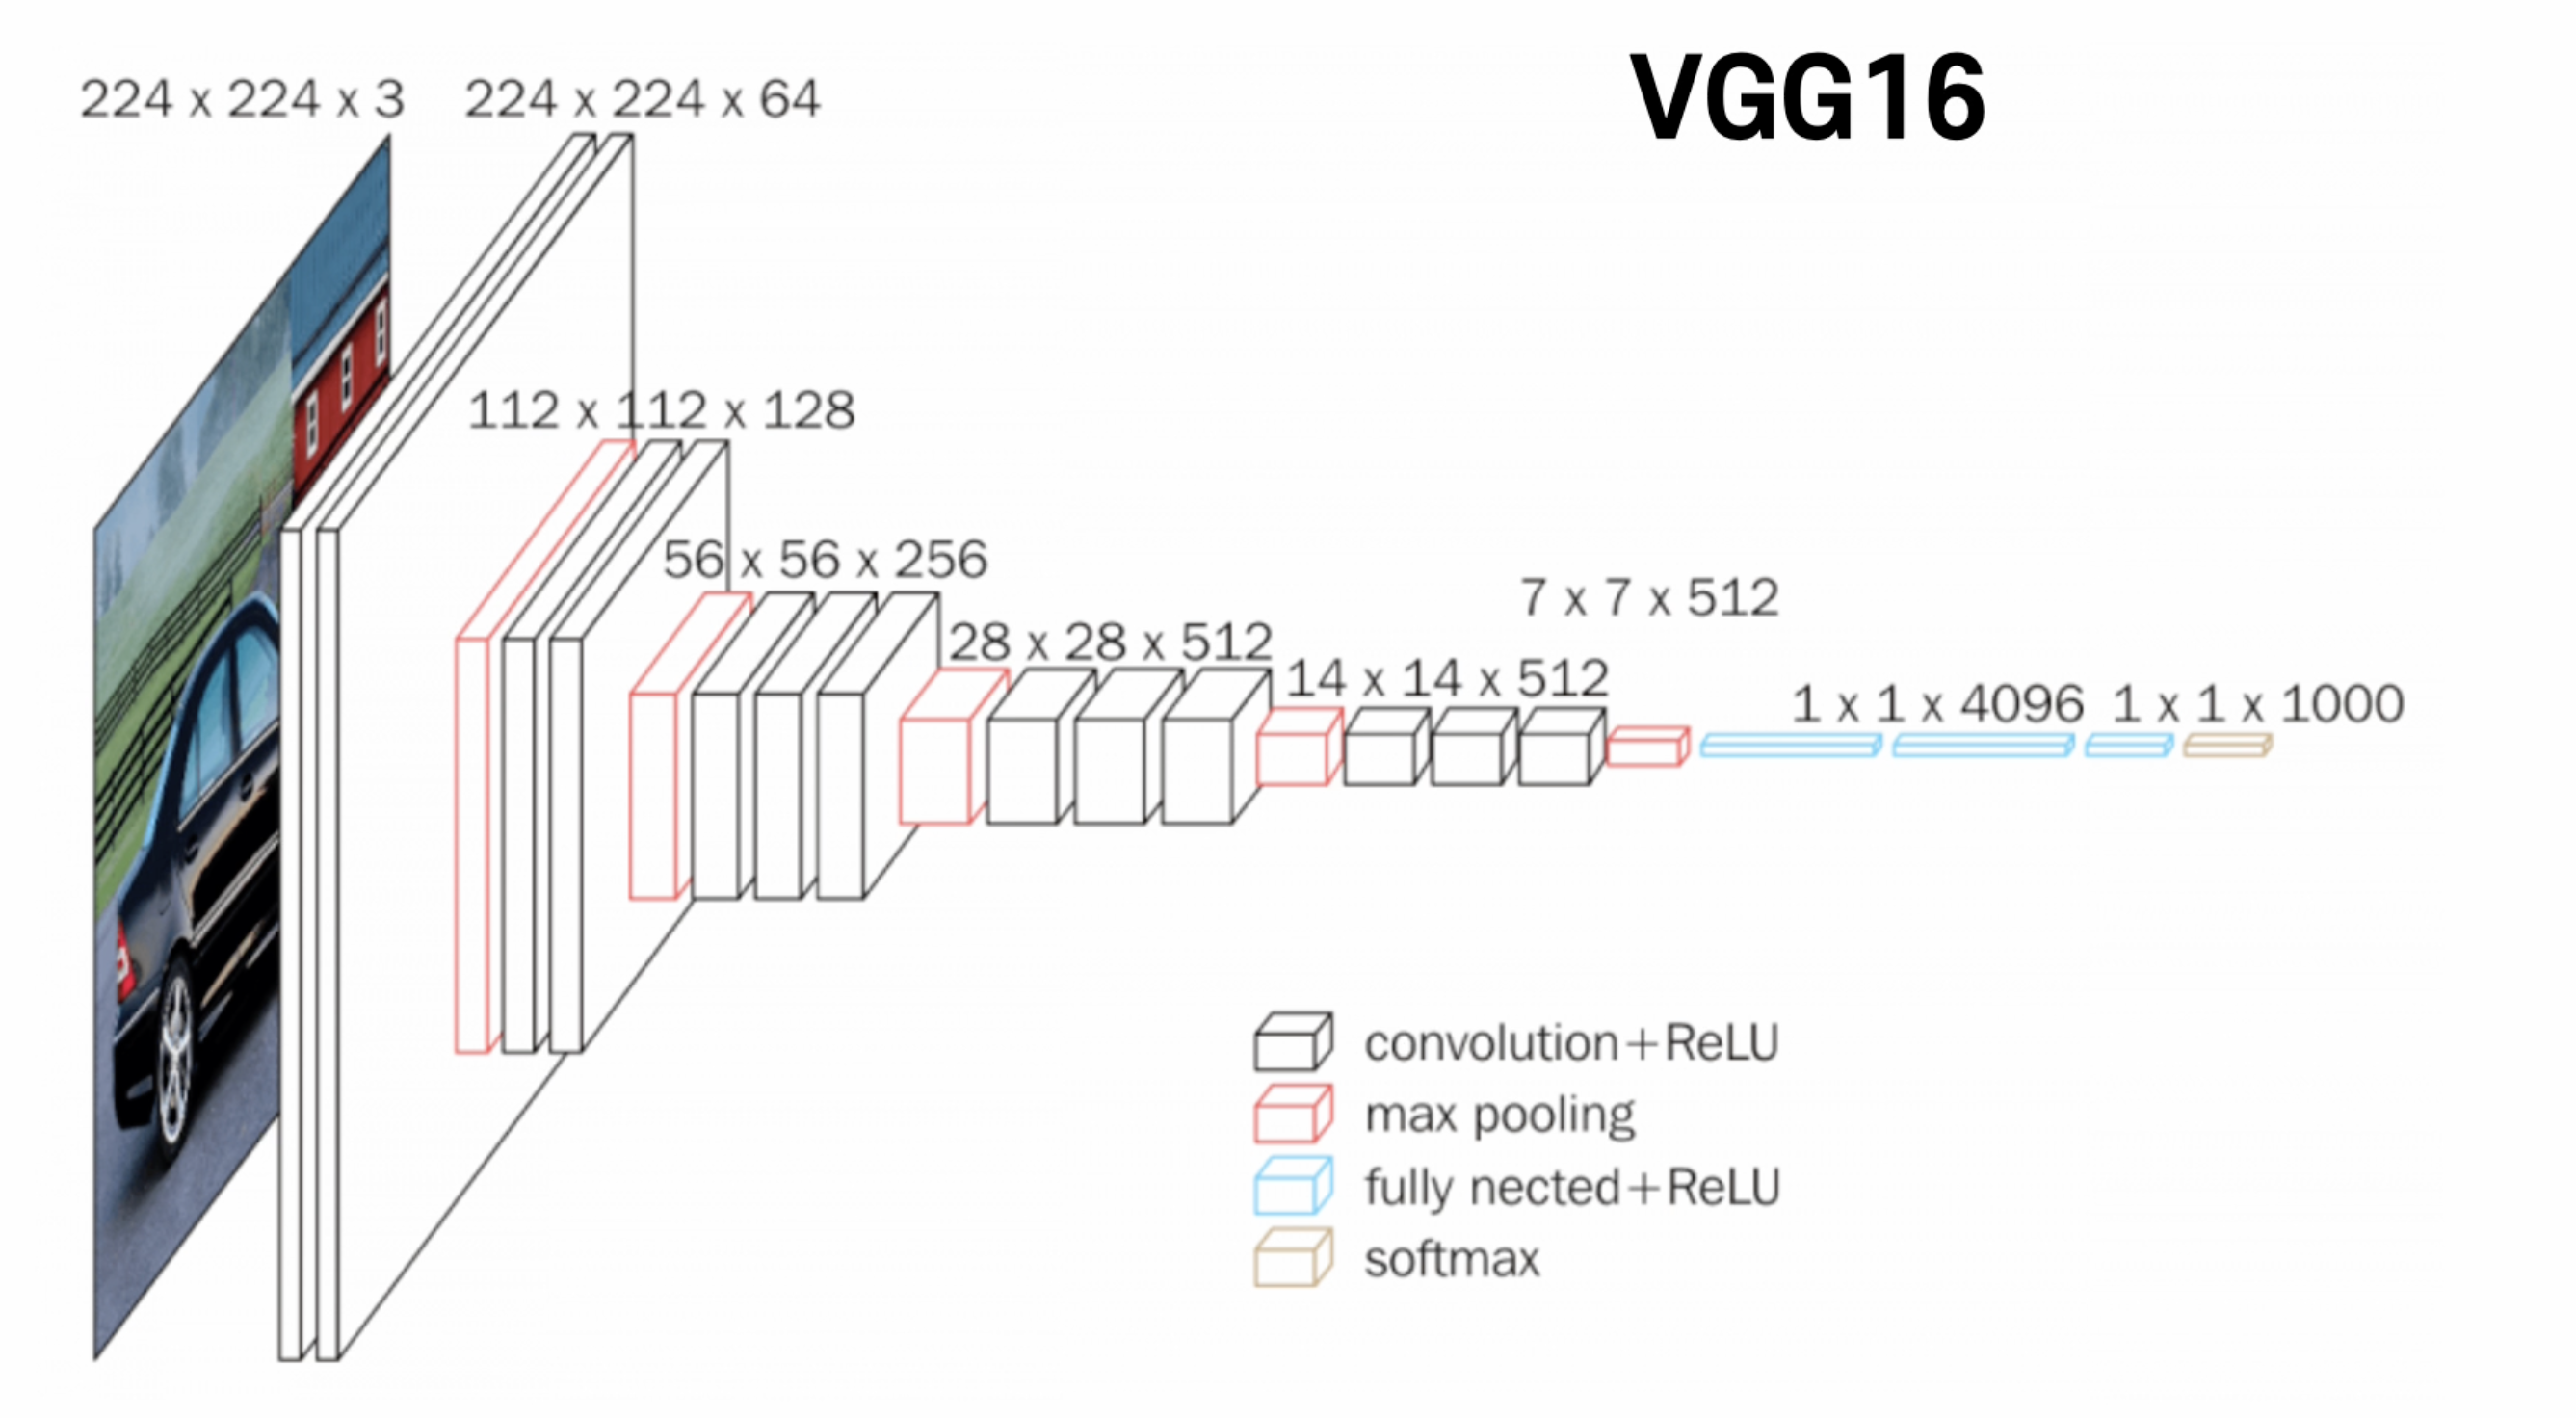 VGG16
224 x 224 x 3
224 x 224 x 64
112 x 112 x 128
56 x 56 x 256
28 x 28 x 512
14 x 14 x 512
7 x 7 x 512
1 x 1 x 4096
1 x 1 x 1000
convolution+ReLU
max pooling
fully nected+ReLU
softmax